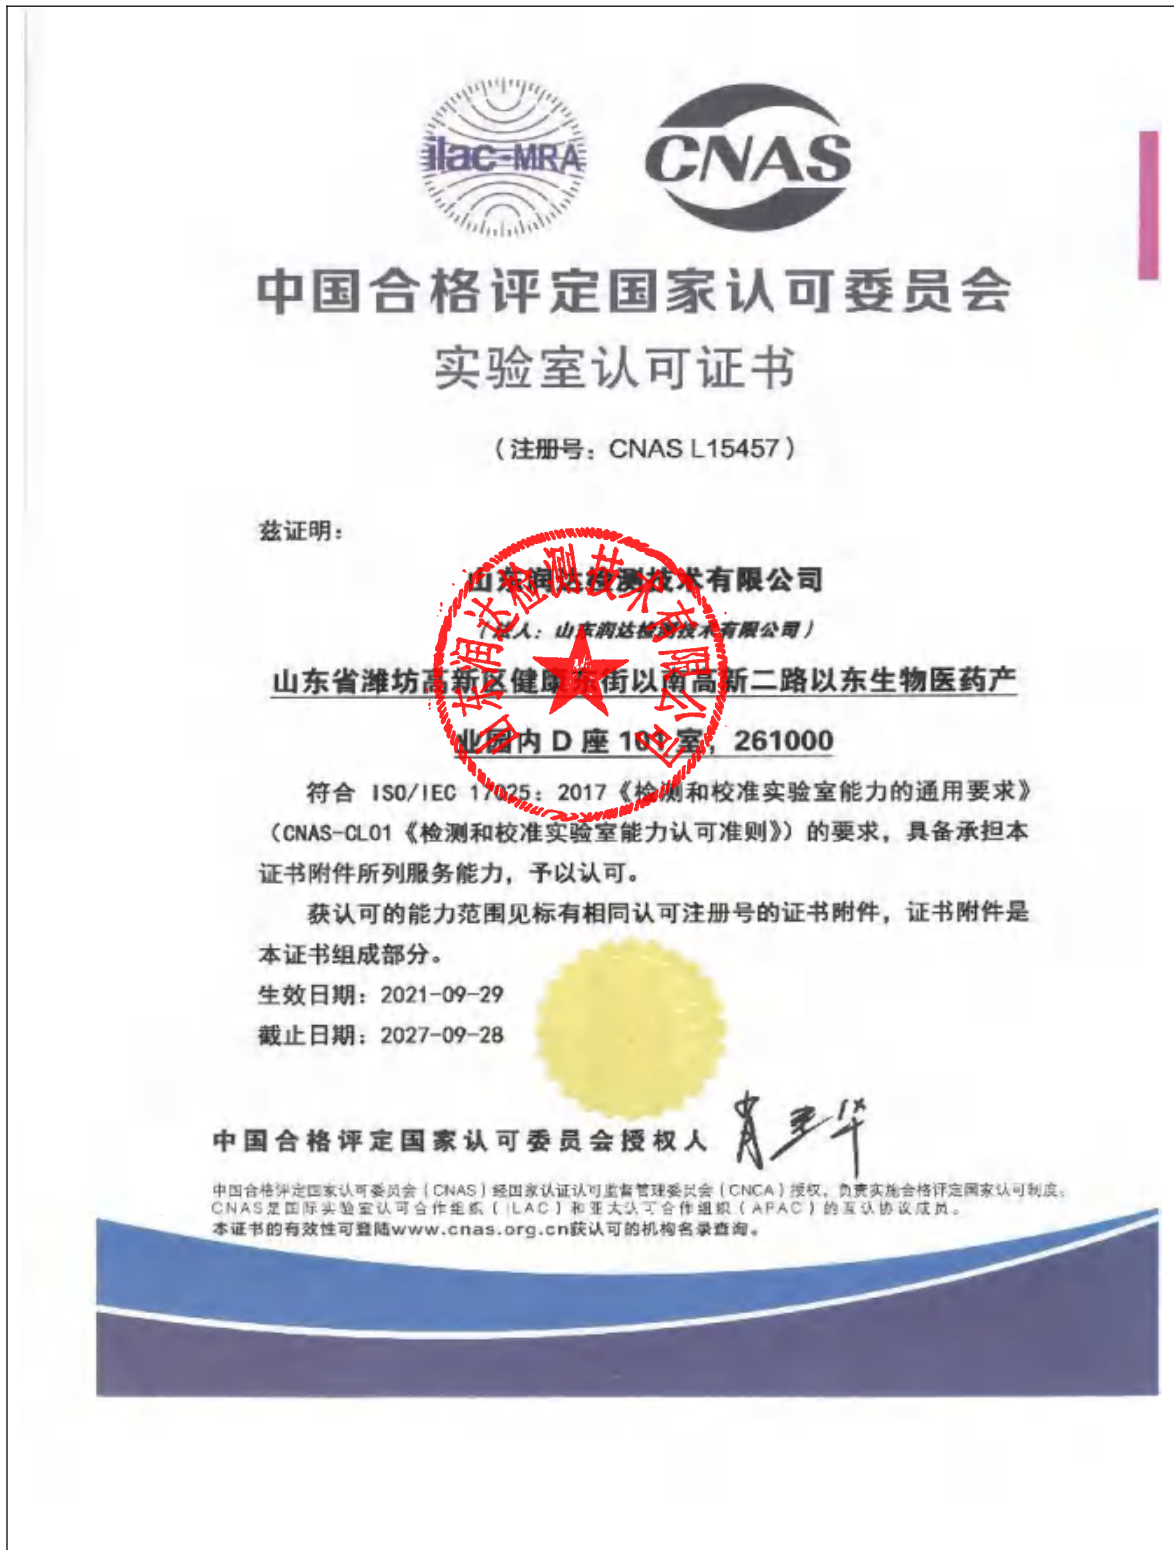 ilac-MRA
CNAS
中国合格评定国家认可委员会
实验室认可证书
（注册号：CNAS L15457）
兹证明：
山东润达检测技术有限公司
（法人：山东润达检测技术有限公司）
山东省潍坊高新区健康东街以南高新二路以东生物医药产
业园内 D 座 101 室，261000
符合 ISO/IEC 17025：2017《检测和校准实验室能力的通用要求》
（CNAS-CL01《检测和校准实验室能力认可准则》）的要求，具备承担本
证书附件所列服务能力，予以认可。
获认可的能力范围见标有相同认可注册号的证书附件，证书附件是
本证书组成部分。
生效日期：2021-09-29
截止日期：2027-09-28
中国合格评定国家认可委员会授权人
中国合格评定国家认可委员会（CNAS）经国家认证认可监督管理委员会（CNCA）授权，负责实施合格评定国家认可制度。
CNAS是国际实验室认可合作组织（ILAC）和亚太认可合作组织（APAC）的互认协议成员。
本证书的有效性可登陆www.cnas.org.cn获认可的机构名录查询。
山东润达检测技术有限公司